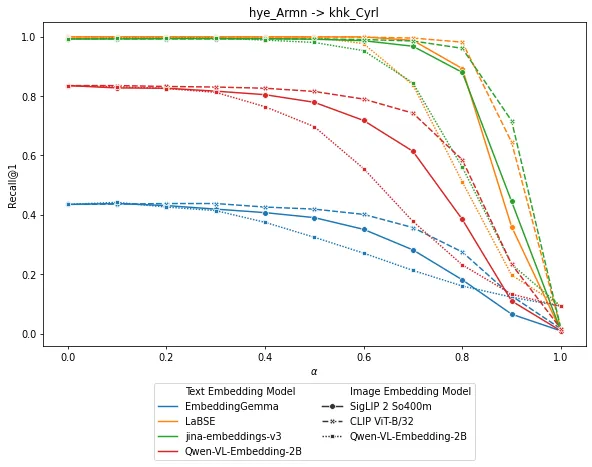 hye_Armn -> khk_Cyrl
Recall@1
1.0
0.8
0.6
0.4
0.2
0.0
0.0 0.2 0.4 0.6 0.8 1.0
α
Text Embedding Model
EmbeddingGemma
LaBSE
jina-embeddings-v3
Qwen-VL-Embedding-2B
Image Embedding Model
SigLIP 2 So400m
CLIP ViT-B/32
Qwen-VL-Embedding-2B